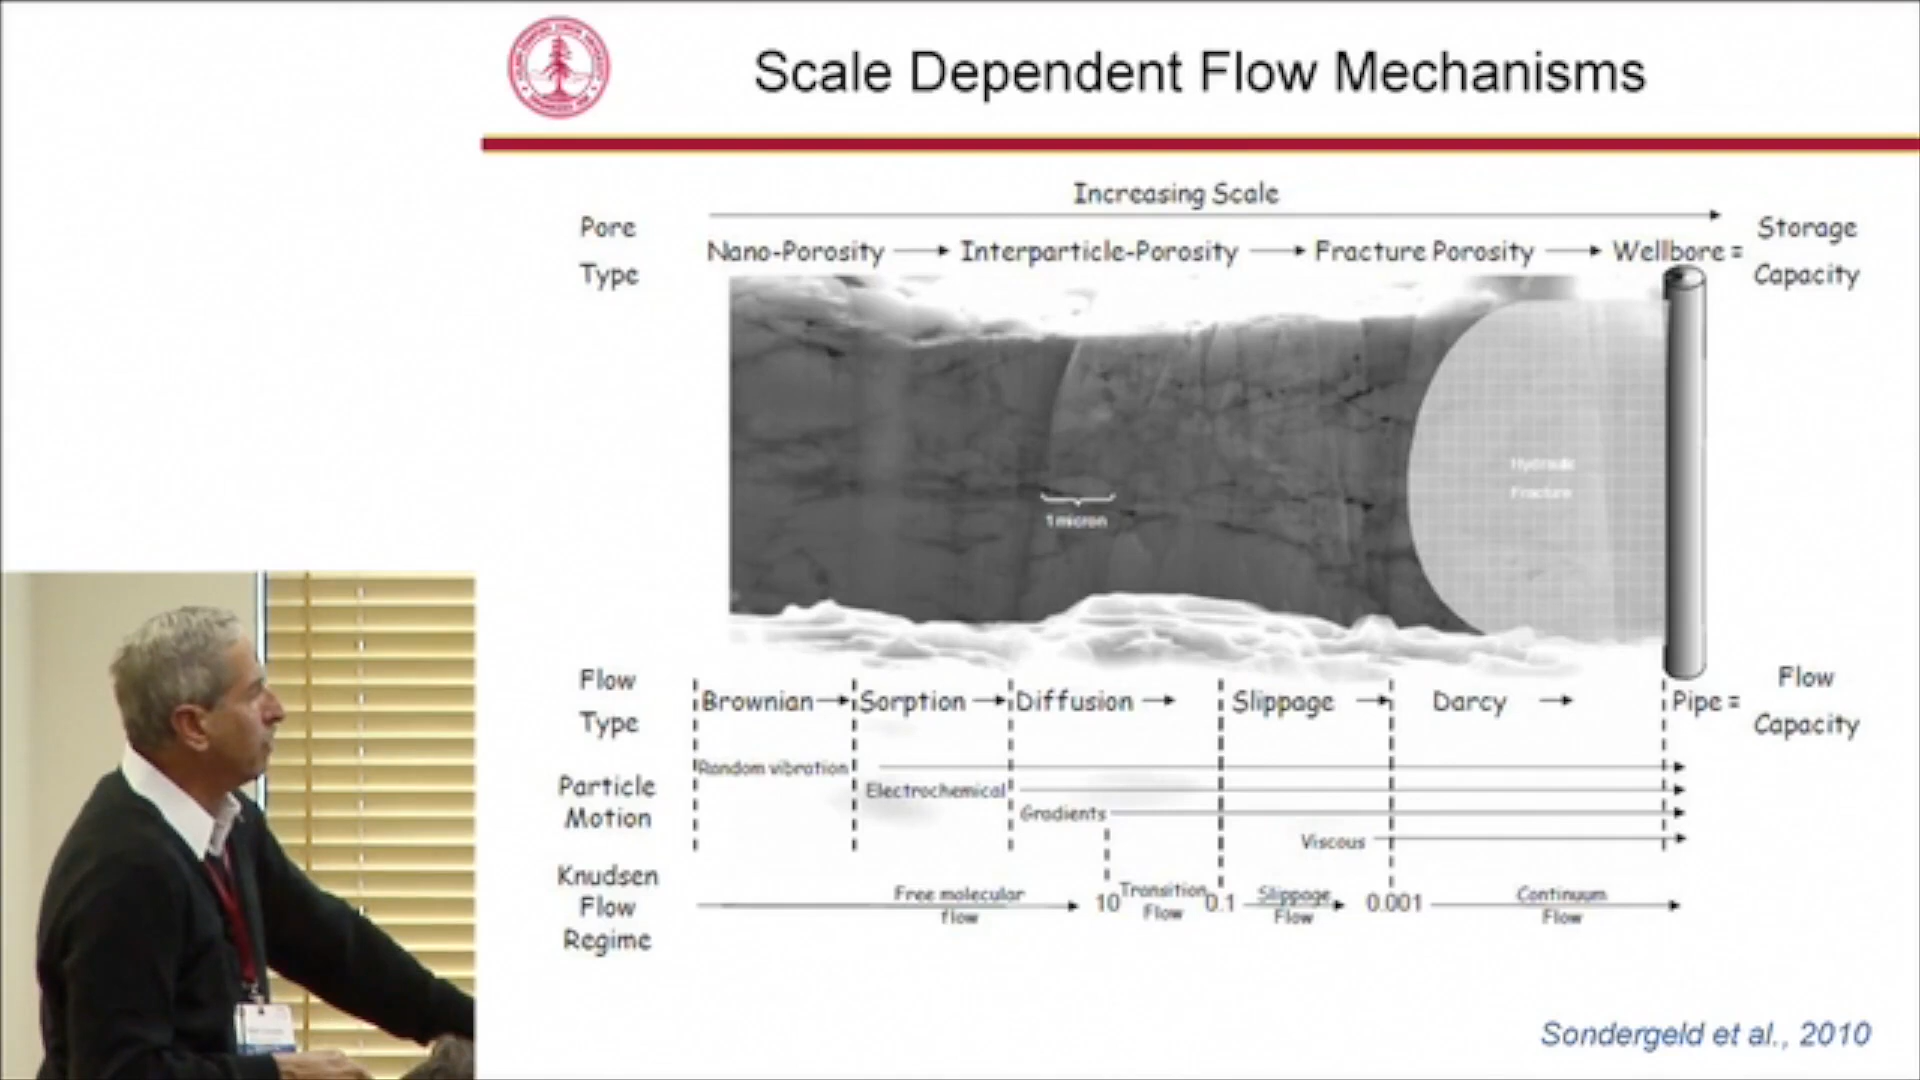 Scale Dependent Flow Mechanisms
Increasing Scale
Pore Type
Nano-Porosity Interparticle-Porosity Fracture Porosity Wellbore =
Storage Capacity
Hydraulic
Fracture
1 micron
Flow Type
Brownian Sorption Diffusion Slippage Darcy Pipe =
Flow Capacity
Particle Motion
Random vibration
Electrochemical
Gradients
Viscous
Knudsen Flow Regime
Free molecular flow 10 Transition Flow 0.1 Slippage Flow 0.001 Continuum Flow
Sondergeld et al., 2010